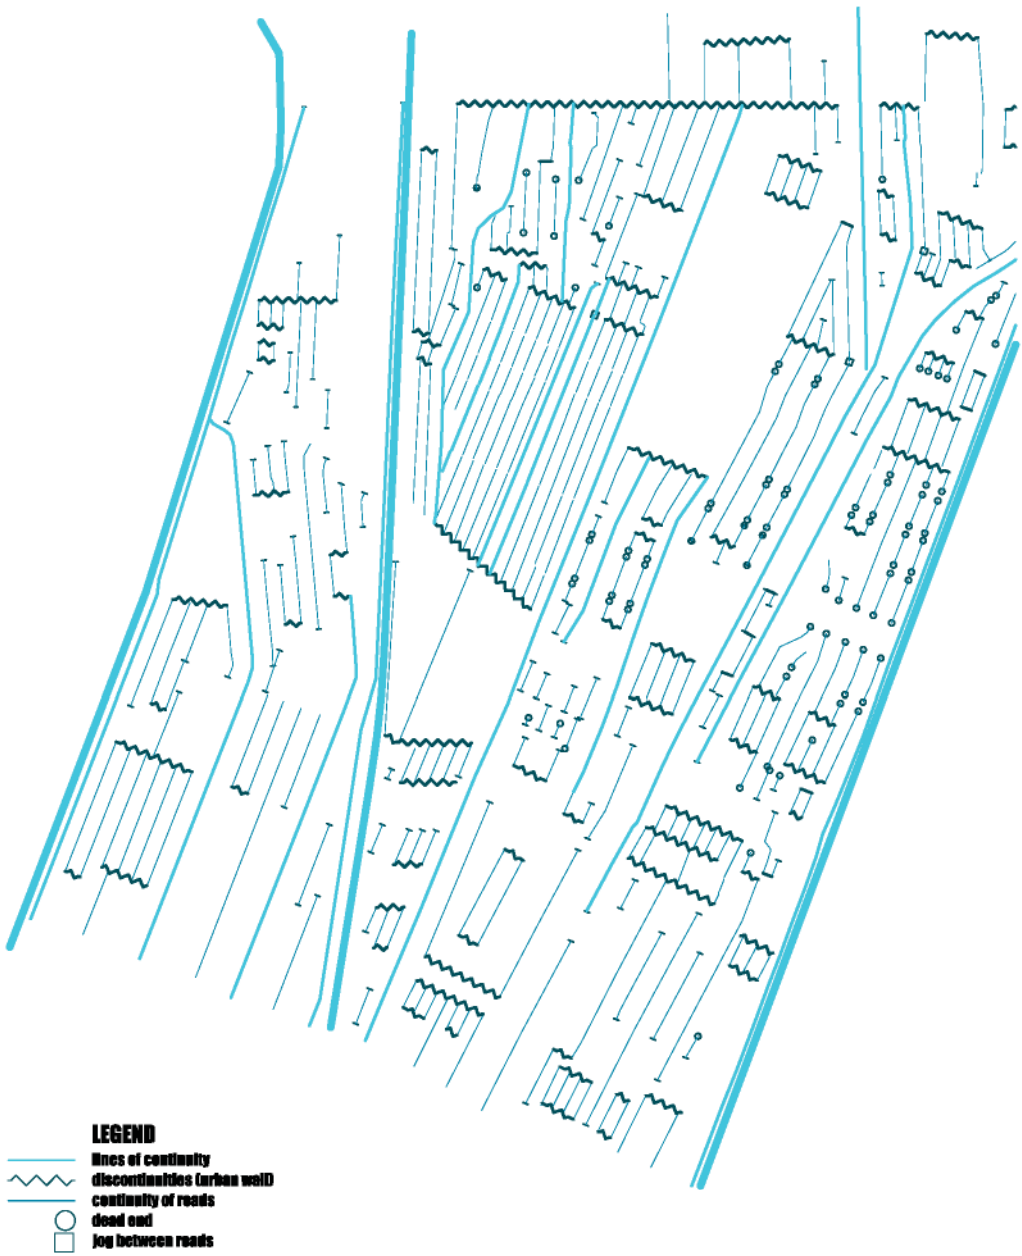 LEGEND
lines of continuity
discontinuities (urban wall)
continuity of roads
dead end
jog between roads